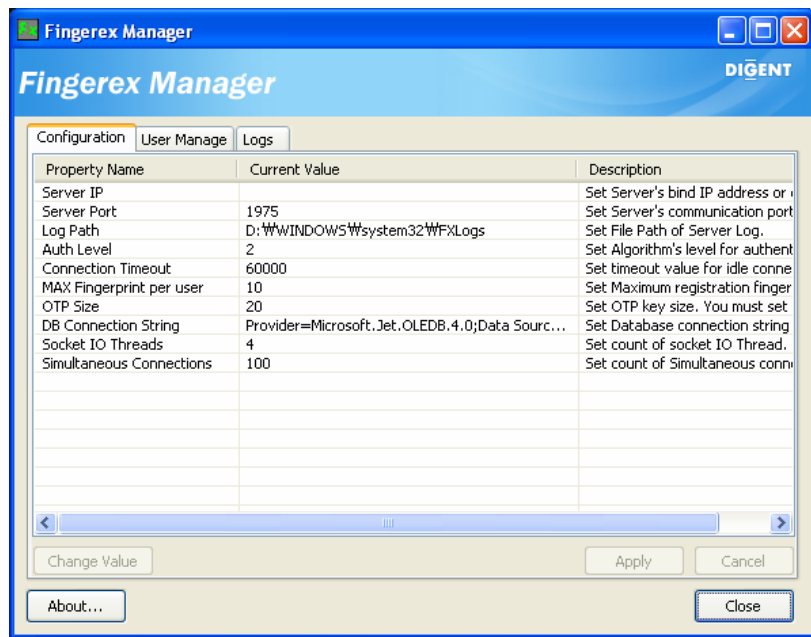 Fingerex Manager
Fingerex Manager
DIGENT
Configuration User Manage Logs
Property Name Current Value Description
Server IP Set Server's bind IP address or
Server Port 1975 Set Server's communication port
Log Path D:₩WINDOWS₩system32₩FXLogs Set File Path of Server Log.
Auth Level 2 Set Algorithm's level for authent
Connection Timeout 60000 Set timeout value for idle conne
MAX Fingerprint per user 10 Set Maximum registration finger
OTP Size 20 Set OTP key size. You must set
DB Connection String Provider=Microsoft.Jet.OLEDB.4.0;Data Sourc... Set Database connection string
Socket IO Threads 4 Set count of socket IO Thread.
Simultaneous Connections 100 Set count of Simultaneous conn
Change Value Apply Cancel
About... Close